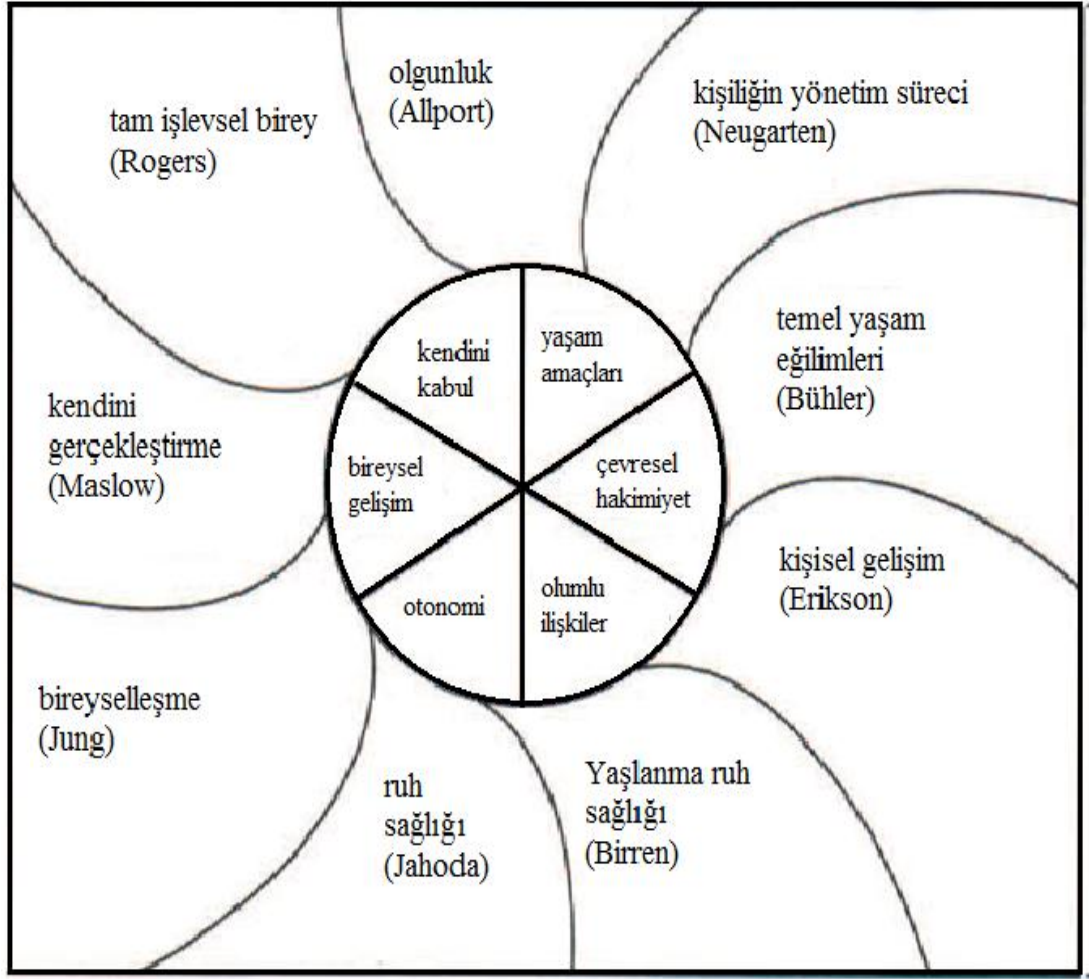 olgunluk
(Allport)
kişiliğin yönetim süreci
(Neugarten)
tam işlevsel birey
(Rogers)
temel yaşam
eğilimleri
(Bühler)
kendini
gerçekleştirme
(Maslow)
kişisel gelişim
(Erikson)
bireyselleşme
(Jung)
ruh
sağlığı
(Jahoda)
Yaşlanma ruh
sağlığı
(Birren)
kendini
kabul
yaşam
amaçları
bireysel
gelişim
çevresel
hakimiyet
otonomi
olumlu
ilişkiler